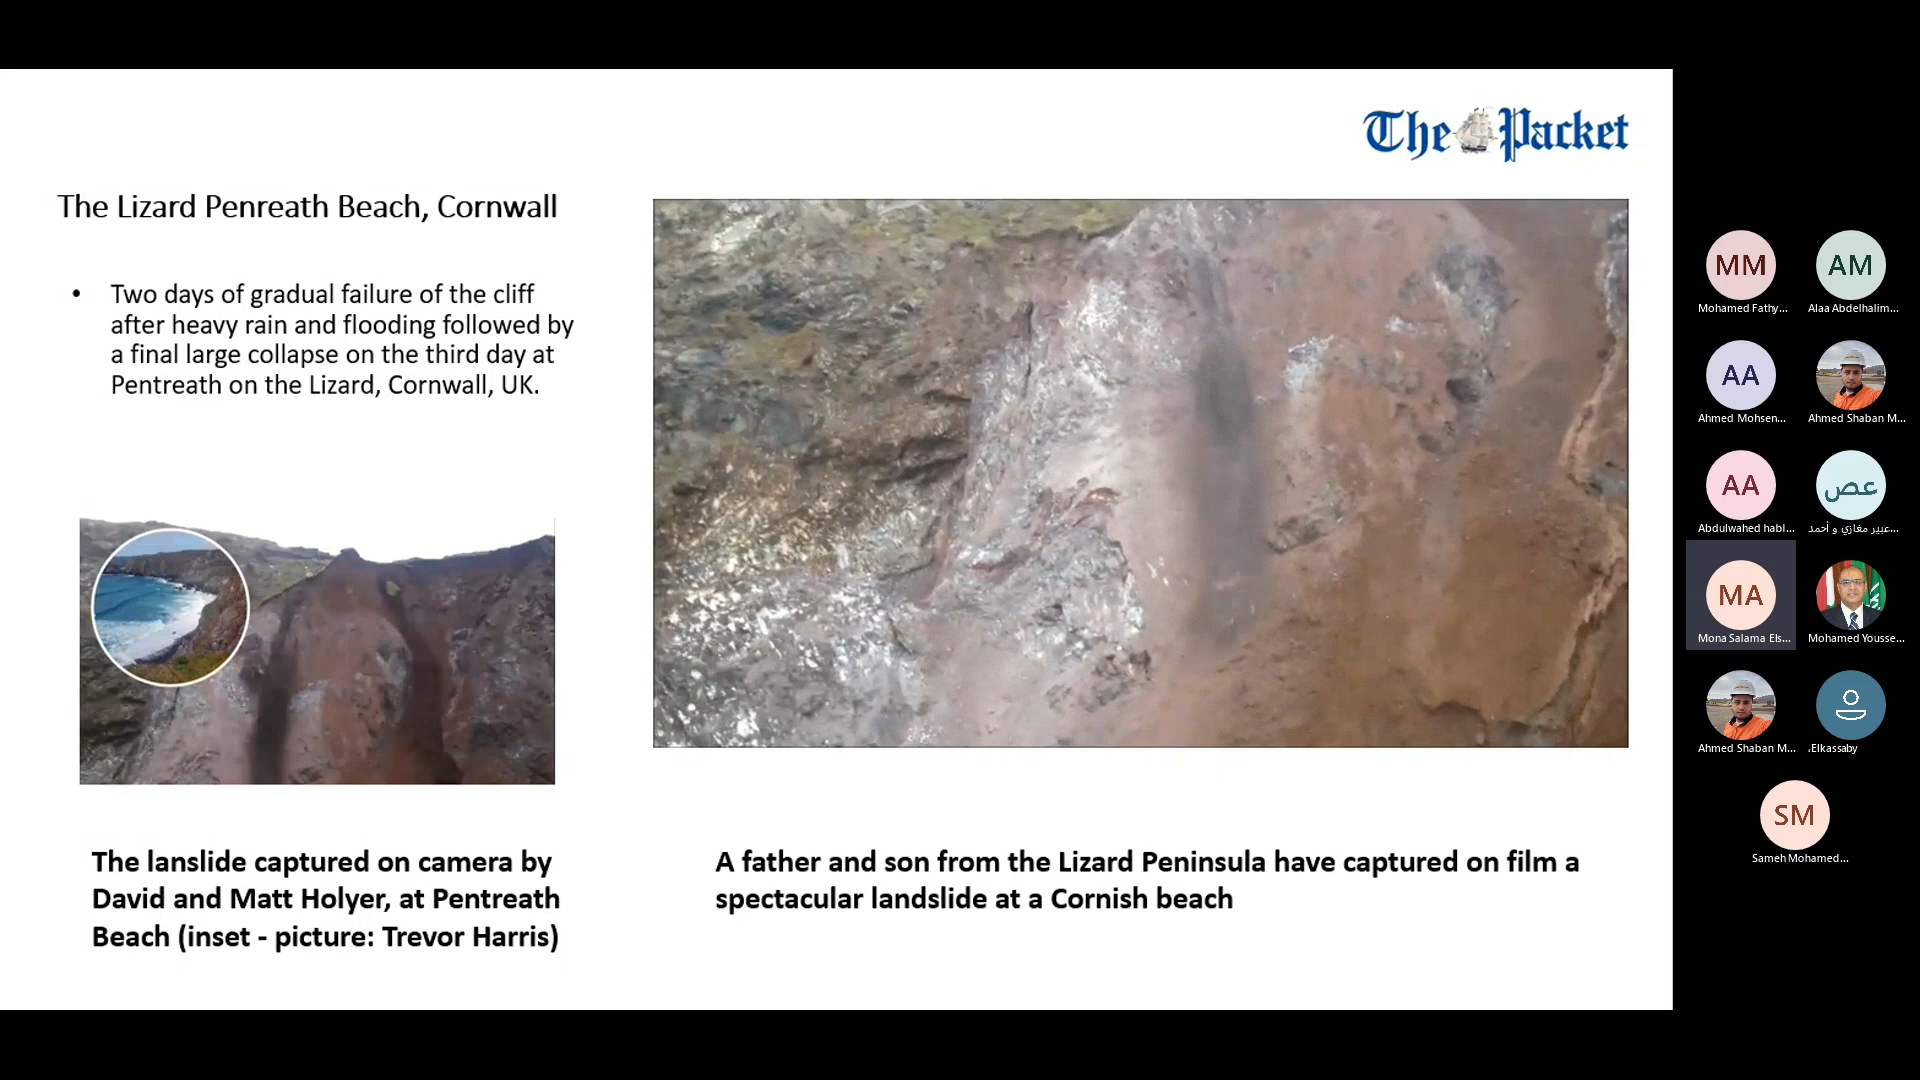 The Packet
The Lizard Penreath Beach, Cornwall
• Two days of gradual failure of the cliff
after heavy rain and flooding followed by
a final large collapse on the third day at
Pentreath on the Lizard, Cornwall, UK.
The lanslide captured on camera by
David and Matt Holyer, at Pentreath
Beach (inset - picture: Trevor Harris)
A father and son from the Lizard Peninsula have captured on film a
spectacular landslide at a Cornish beach
MM
Mohamed Fathy...
AM
Alaa Abdelhalim...
AA
Ahmed Mohsen...
Ahmed Shaban M...
AA
Abdulwahed habl...
عص
عبير مغازي و أحمد...
MA
Mona Salama Els...
Mohamed Yousse...
Ahmed Shaban M...
.Elkassaby
SM
Sameh Mohamed...